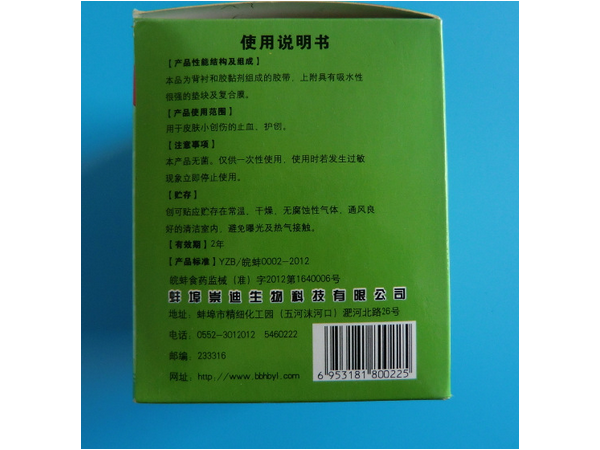 使用说明书
【产品性能结构及组成】
本品为背衬和胶黏剂组成的胶带，上附具有吸水性
很强的垫块及复合膜。
【产品使用范围】
用于皮肤小创伤的止血、护创。
【注意事项】
本产品无菌。仅供一次性使用，使用时若发生过敏
现象立即停止使用。
【贮存】
创可贴应贮存在常温，干燥，无腐蚀性气体，通风良
好的清洁室内，避免曝光及热气接触。
【有效期】2年
【产品标准】YZB/皖蚌0002-2012
皖蚌食药监械（准）字2012第1640006号
蚌埠崇迪生物科技有限公司
地址：蚌埠市精细化工园（五河沫河口）淝河北路26号
电话：0552-3012012 5460222
邮编：233316
网址：http://www.bbhbyl.com
6 953181 800225